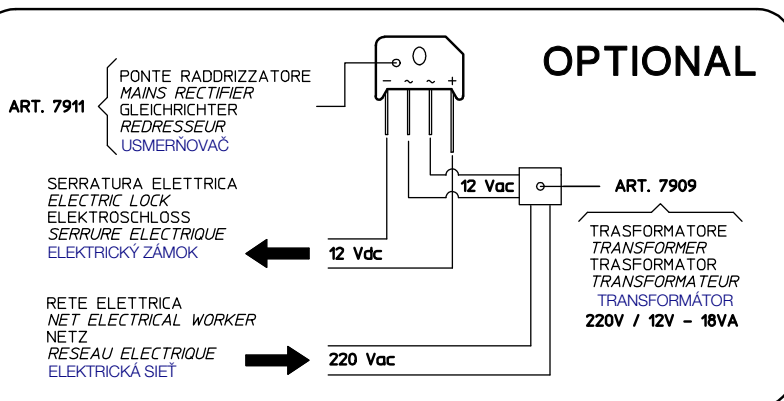 OPTIONAL
ART. 7911
PONTE RADDRIZZATORE
MAINS RECTIFIER
GLEICHRICHTER
REDRESSEUR
USMERŇOVAČ
- ~ ~ +
SERRATURA ELETTRICA
ELECTRIC LOCK
ELEKTROSCHLOSS
SERRURE ELECTRIQUE
ELEKTRICKÝ ZÁMOK
12 Vdc
12 Vac
ART. 7909
TRASFORMATORE
TRANSFORMER
TRASFORMATOR
TRANSFORMATEUR
TRANSFORMÁTOR
220V / 12V - 18VA
RETE ELETTRICA
NET ELECTRICAL WORKER
NETZ
RESEAU ELECTRIQUE
ELEKTRICKÁ SIEŤ
220 Vac